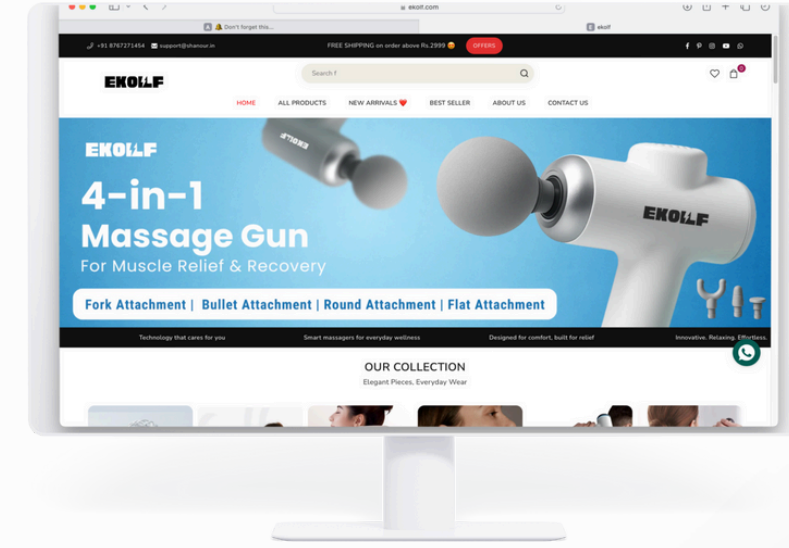 ekolf.com
A 🔔 Don't forget this...
E ekolf
+91 8767271454 support@shanour.in FREE SHIPPING on order above Rs.2999 🤩 OFFERS
EKOLF
Search f
0
HOME ALL PRODUCTS NEW ARRIVALS ❤️ BEST SELLER ABOUT US CONTACT US
EKOLF
EKOLF
4-in-1
Massage Gun
For Muscle Relief & Recovery
Fork Attachment | Bullet Attachment | Round Attachment | Flat Attachment
EKOLF
Technology that cares for you Smart massagers for everyday wellness Designed for comfort, built for relief Innovative. Relaxing. Effortless.
OUR COLLECTION
Elegant Pieces, Everyday Wear